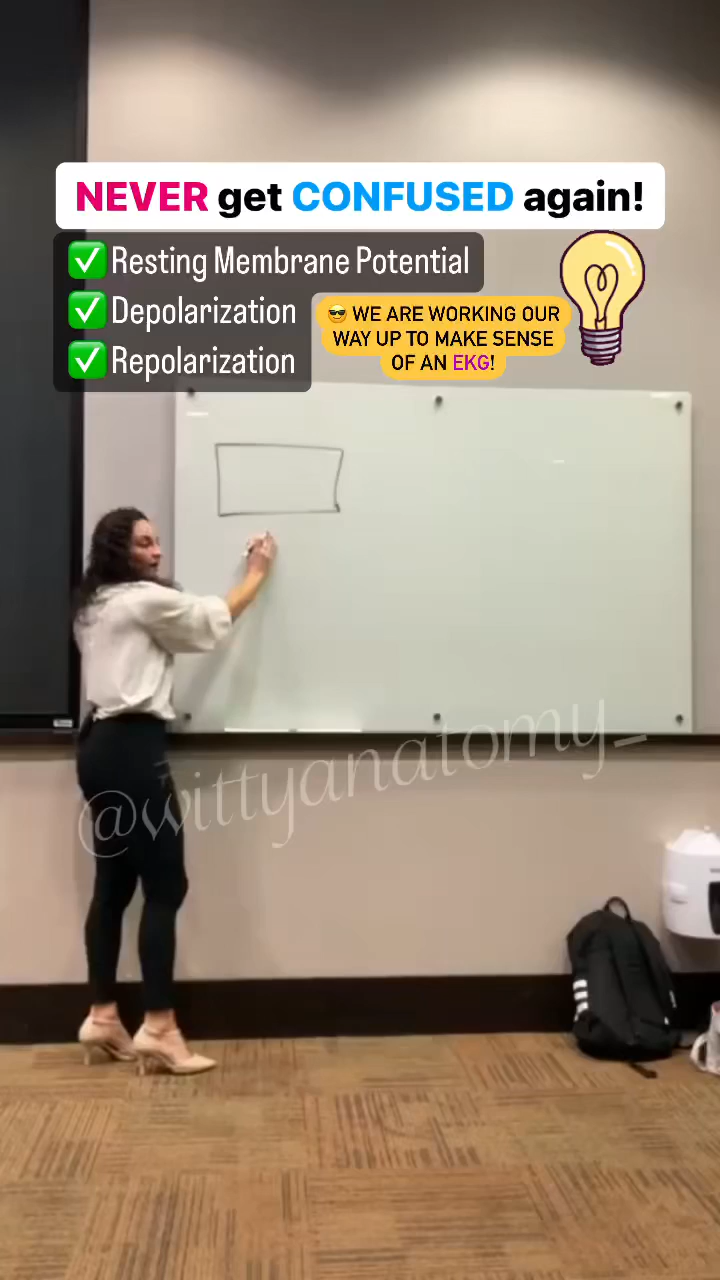 NEVER get CONFUSED again!
✅ Resting Membrane Potential
✅ Depolarization
✅ Repolarization
😎 WE ARE WORKING OUR
WAY UP TO MAKE SENSE
OF AN EKG!
@wittyanatomy_